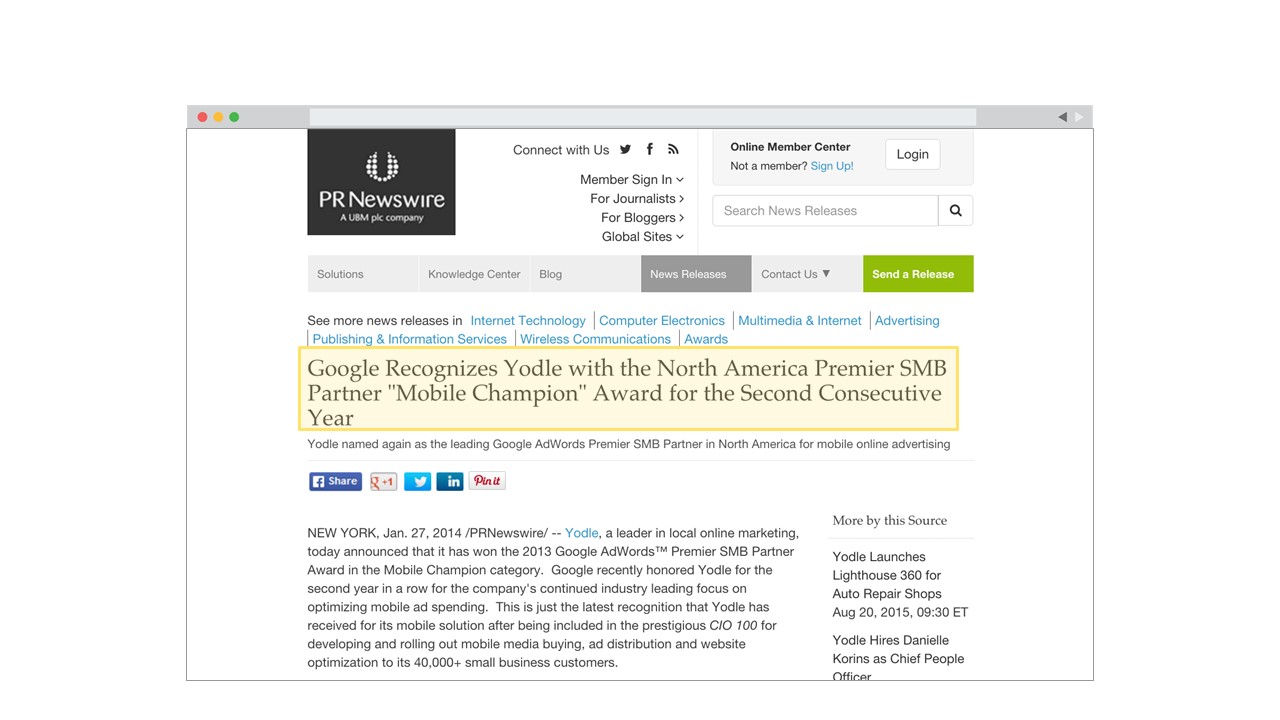 PR Newswire
A UBM plc company
Connect with Us
Member Sign In
For Journalists
For Bloggers
Global Sites
Online Member Center
Not a member? Sign Up!
Login
Search News Releases
Solutions
Knowledge Center
Blog
News Releases
Contact Us ▼
Send a Release
See more news releases in Internet Technology | Computer Electronics | Multimedia & Internet | Advertising
| Publishing & Information Services | Wireless Communications | Awards
Google Recognizes Yodle with the North America Premier SMB
Partner "Mobile Champion" Award for the Second Consecutive
Year
Yodle named again as the leading Google AdWords Premier SMB Partner in North America for mobile online advertising
Share
g+1
in
Pin it
NEW YORK, Jan. 27, 2014 /PRNewswire/ -- Yodle, a leader in local online marketing,
today announced that it has won the 2013 Google AdWords™ Premier SMB Partner
Award in the Mobile Champion category.  Google recently honored Yodle for the
second year in a row for the company's continued industry leading focus on
optimizing mobile ad spending.  This is just the latest recognition that Yodle has
received for its mobile solution after being included in the prestigious CIO 100 for
developing and rolling out mobile media buying, ad distribution and website
optimization to its 40,000+ small business customers.
More by this Source
Yodle Launches
Lighthouse 360 for
Auto Repair Shops
Aug 20, 2015, 09:30 ET
Yodle Hires Danielle
Korins as Chief People
Officer